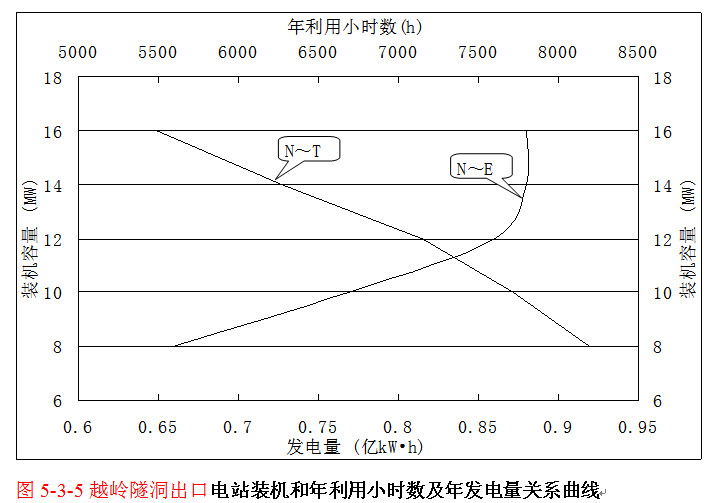 年利用小时数(h)
5000 5500 6000 6500 7000 7500 8000 8500
18 18
16 16
N～T
N～E
14 14
装机容量 (MW)
装机容量 (MW)
12 12
10 10
8 8
6 6
0.6 0.65 0.7 0.75 0.8 0.85 0.9 0.95
发电量 (亿kW•h)
图 5-3-5 越岭隧洞出口电站装机和年利用小时数及年发电量关系曲线